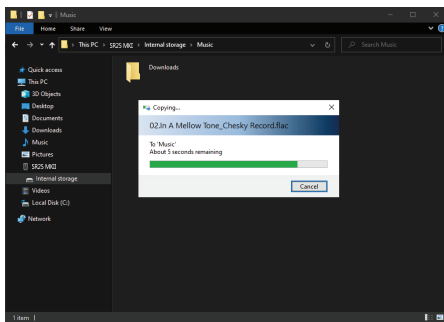 Music
File Home Share View
This PC > SR25 MKII > Internal storage > Music
Search Music
Quick access
This PC
3D Objects
Desktop
Documents
Downloads
Music
Pictures
SR25 MKII
Internal storage
Videos
Local Disk (C:)
Network
Downloads
Copying...
02.In A Mellow Tone_Chesky Record.flac
To 'Music'
About 5 seconds remaining
Cancel
1 item